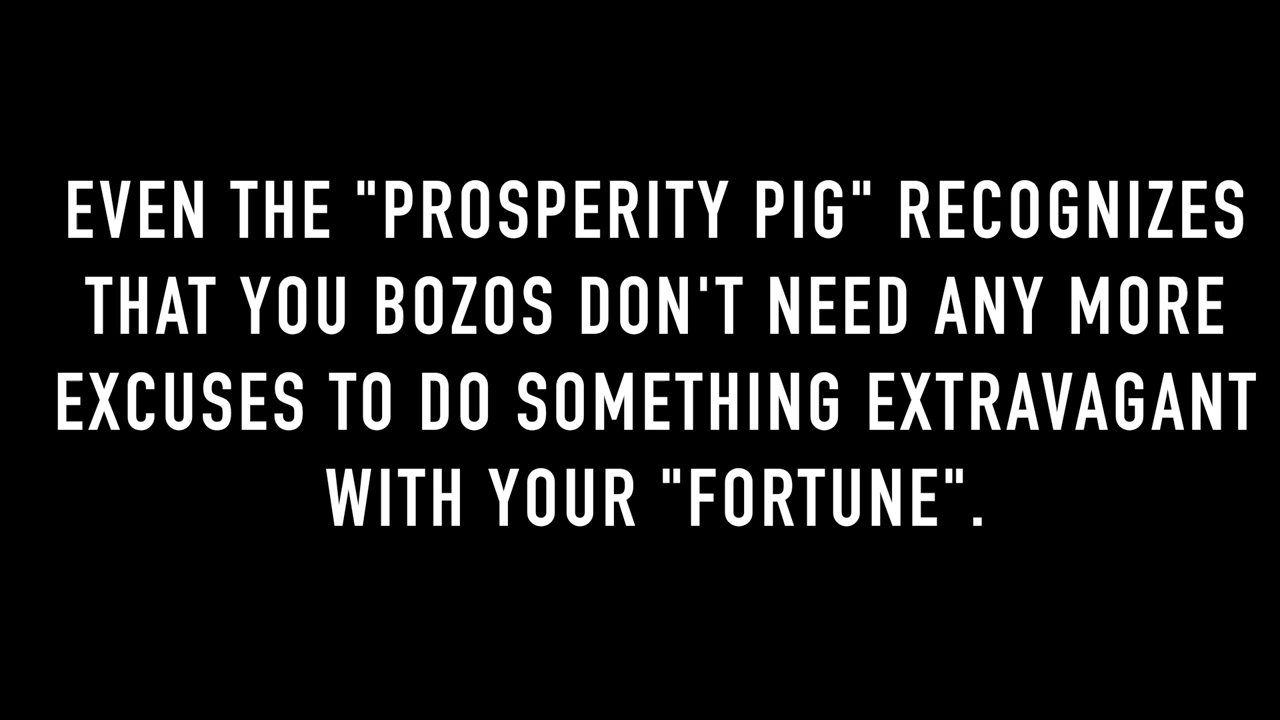 EVEN THE "PROSPERITY PIG" RECOGNIZES
THAT YOU BOZOS DON'T NEED ANY MORE
EXCUSES TO DO SOMETHING EXTRAVAGANT
WITH YOUR "FORTUNE".